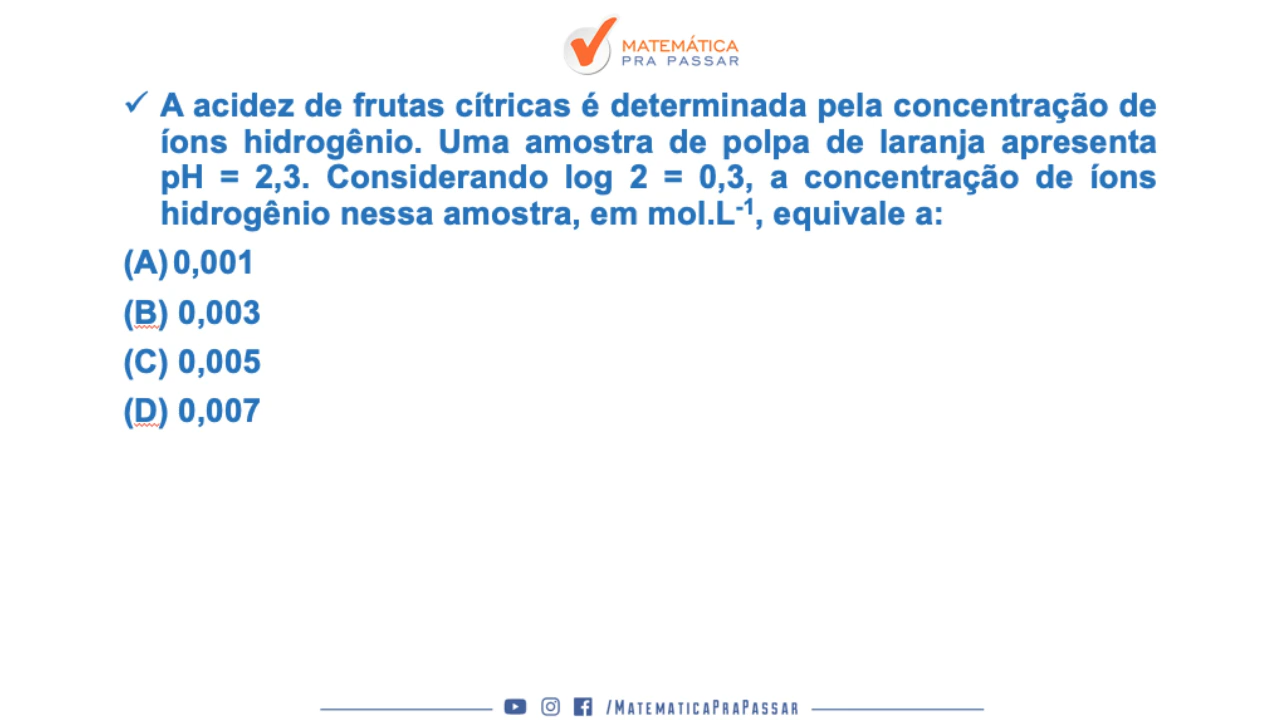 MATEMÁTICA
PRA PASSAR
✓ A acidez de frutas cítricas é determinada pela concentração de
íons hidrogênio. Uma amostra de polpa de laranja apresenta
pH = 2,3. Considerando log 2 = 0,3, a concentração de íons
hidrogênio nessa amostra, em mol.L⁻¹, equivale a:
(A) 0,001
(B) 0,003
(C) 0,005
(D) 0,007
/MATEMATICAPRAPASSAR